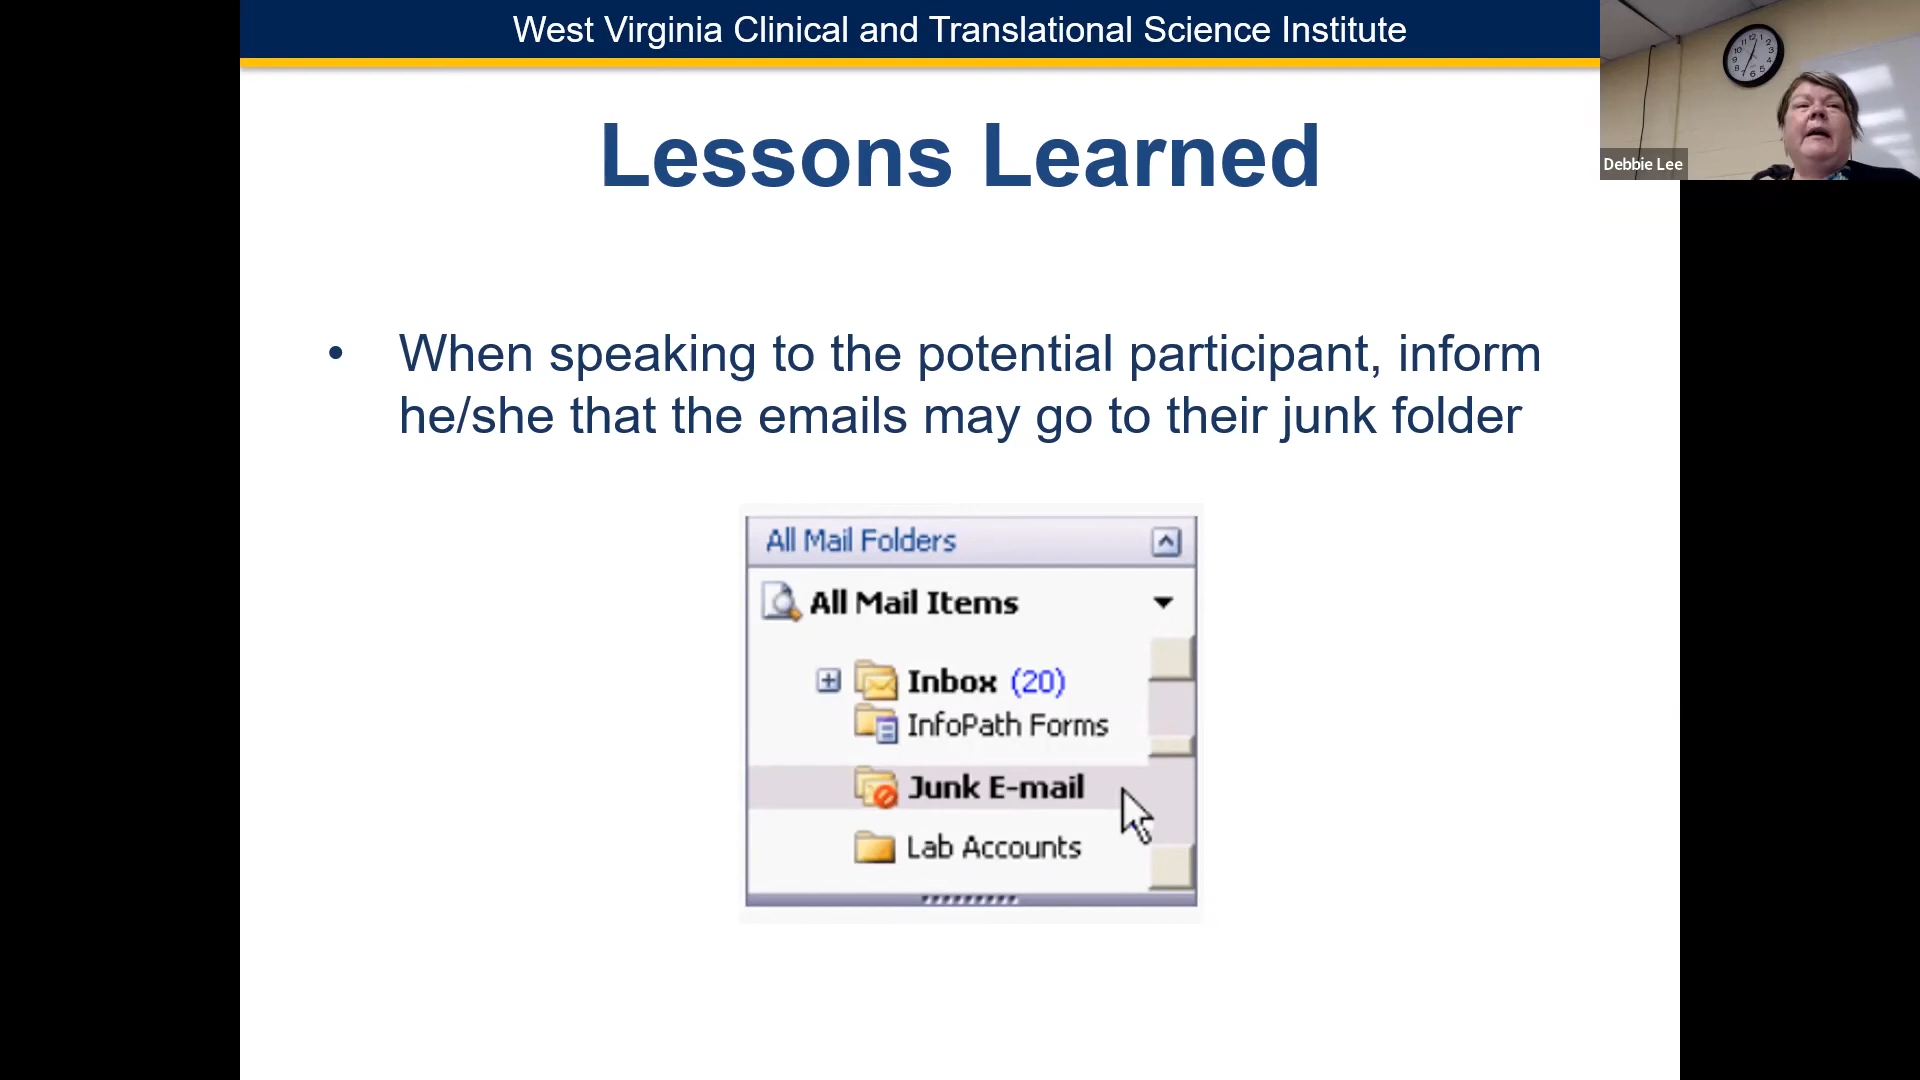 West Virginia Clinical and Translational Science Institute
Lessons Learned
• When speaking to the potential participant, inform
he/she that the emails may go to their junk folder
All Mail Folders
All Mail Items
Inbox (20)
InfoPath Forms
Junk E-mail
Lab Accounts
Debbie Lee